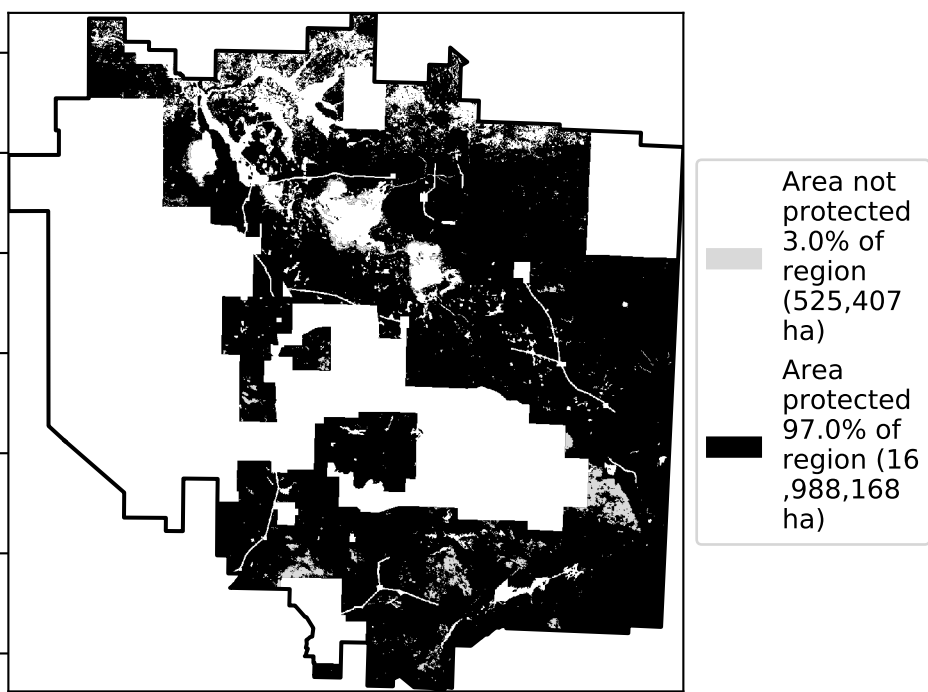 Area not
protected
3.0% of
region
(525,407
ha)
Area
protected
97.0% of
region (16
,988,168
ha)